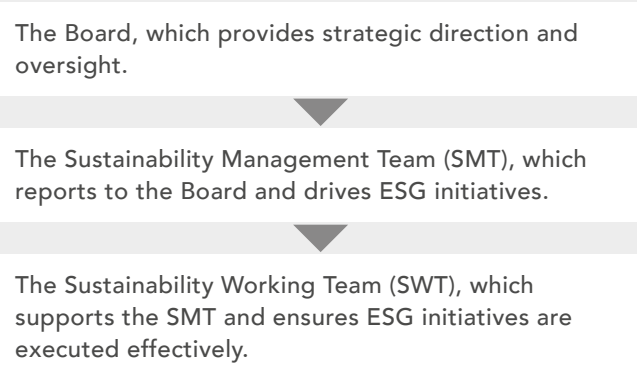 The Board, which provides strategic direction and
oversight.
The Sustainability Management Team (SMT), which
reports to the Board and drives ESG initiatives.
The Sustainability Working Team (SWT), which
supports the SMT and ensures ESG initiatives are
executed effectively.